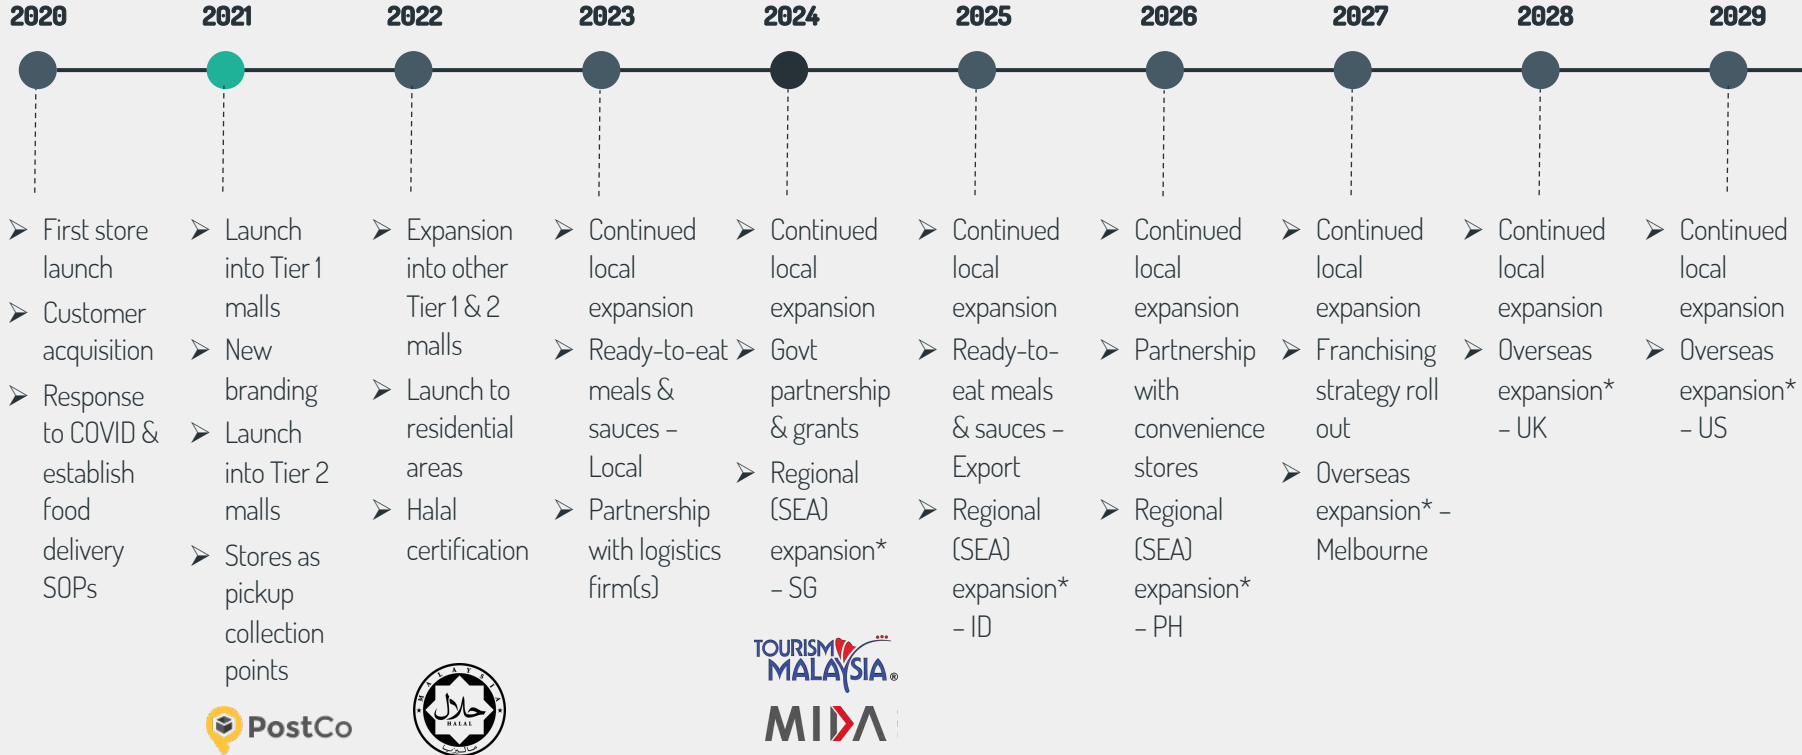 2020
2021
2022
2023
2024
2025
2026
2027
2028
2029
➢ First store
launch
➢ Customer
acquisition
➢ Response
to COVID &
establish
food
delivery
SOPs
➢ Launch
into Tier 1
malls
➢ New
branding
➢ Launch
into Tier 2
malls
➢ Stores as
pickup
collection
points
PostCo
➢ Expansion
into other
Tier 1 & 2
malls
➢ Launch to
residential
areas
➢ Halal
certification
MALAYSIA
حلال
HALAL
ماليزيا
➢ Continued
local
expansion
➢ Ready-to-eat
meals &
sauces –
Local
➢ Partnership
with logistics
firm(s)
➢ Continued
local
expansion
➢ Govt
partnership
& grants
➢ Regional
(SEA)
expansion*
– SG
TOURISM
MALAYSIA®
MIDA
➢ Continued
local
expansion
➢ Ready-to-
eat meals
& sauces –
Export
➢ Regional
(SEA)
expansion*
– ID
➢ Continued
local
expansion
➢ Partnership
with
convenience
stores
➢ Regional
(SEA)
expansion*
– PH
➢ Continued
local
expansion
➢ Franchising
strategy roll
out
➢ Overseas
expansion* –
Melbourne
➢ Continued
local
expansion
➢ Overseas
expansion*
– UK
➢ Continued
local
expansion
➢ Overseas
expansion*
– US